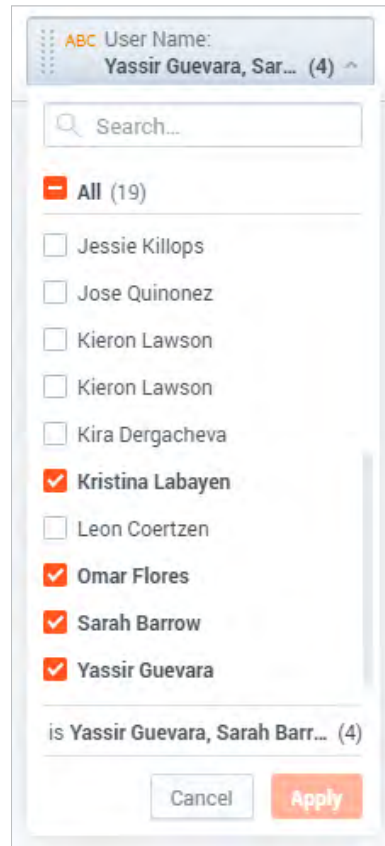 ABC User Name:
Yassir Guevara, Sar... (4)
Search...
All (19)
Jessie Killops
Jose Quinonez
Kieron Lawson
Kieron Lawson
Kira Dergacheva
Kristina Labayen
Leon Coertzen
Omar Flores
Sarah Barrow
Yassir Guevara
is Yassir Guevara, Sarah Barr... (4)
Cancel Apply